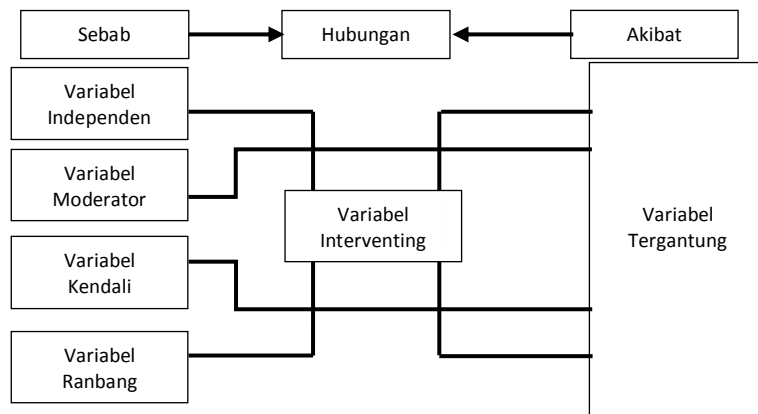 Sebab
Hubungan
Akibat
Variabel
Independen
Variabel
Moderator
Variabel
Kendali
Variabel
Ranbang
Variabel
Interventing
Variabel
Tergantung